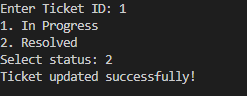 Enter Ticket ID: 1
1. In Progress
2. Resolved
Select status: 2
Ticket updated successfully!